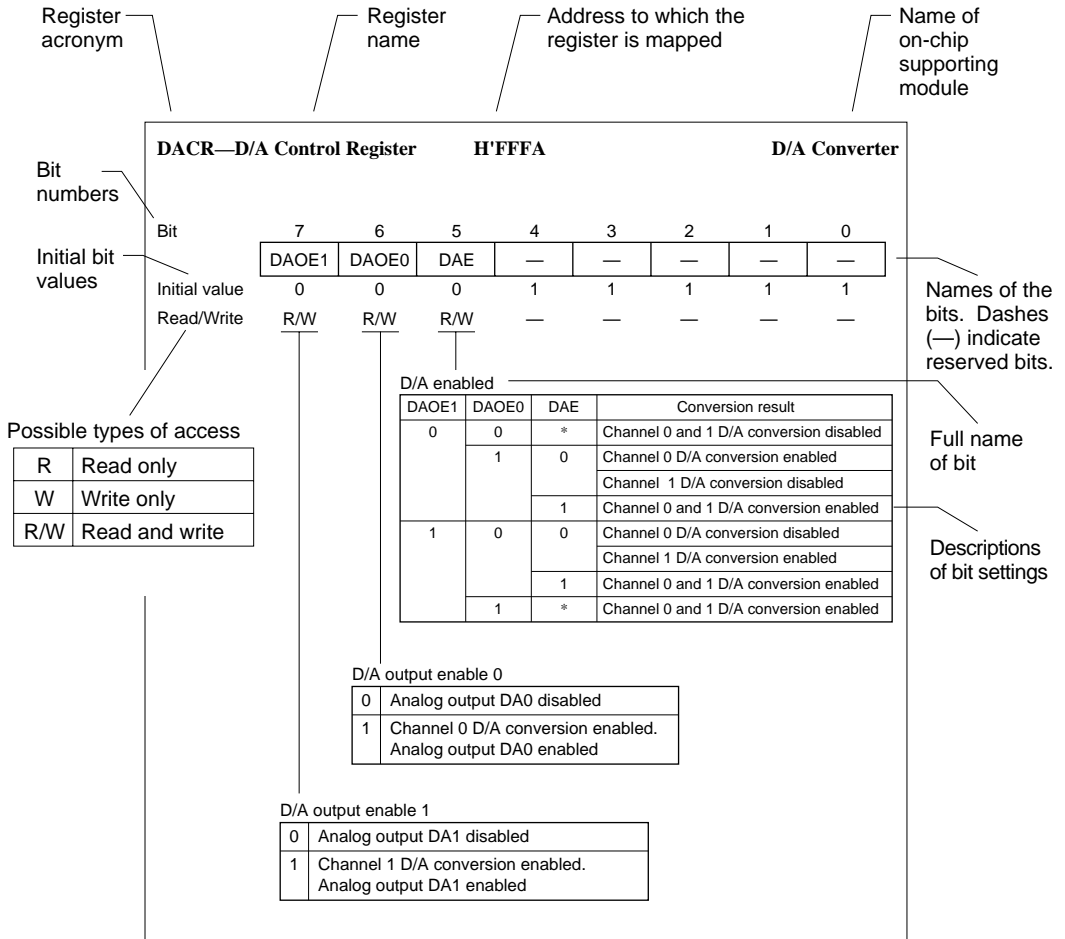 Register acronym
Register name
Address to which the register is mapped
Name of on-chip supporting module
DACR—D/A Control Register H'FFFA D/A Converter
Bit numbers
Bit 7 6 5 4 3 2 1 0
DAOE1 DAOE0 DAE — — — — —
Initial bit values
Initial value 0 0 0 1 1 1 1 1
Read/Write R/W R/W R/W — — — — —
Names of the bits. Dashes (—) indicate reserved bits.
D/A enabled
DAOE1 DAOE0 DAE Conversion result
0 0 * Channel 0 and 1 D/A conversion disabled
1 0 Channel 0 D/A conversion enabled
Channel 1 D/A conversion disabled
1 Channel 0 and 1 D/A conversion enabled
1 0 0 Channel 0 D/A conversion disabled
Channel 1 D/A conversion enabled
1 Channel 0 and 1 D/A conversion enabled
1 * Channel 0 and 1 D/A conversion enabled
Full name of bit
Descriptions of bit settings
Possible types of access
R Read only
W Write only
R/W Read and write
D/A output enable 0
0 Analog output DA0 disabled
1 Channel 0 D/A conversion enabled.
Analog output DA0 enabled
D/A output enable 1
0 Analog output DA1 disabled
1 Channel 1 D/A conversion enabled.
Analog output DA1 enabled